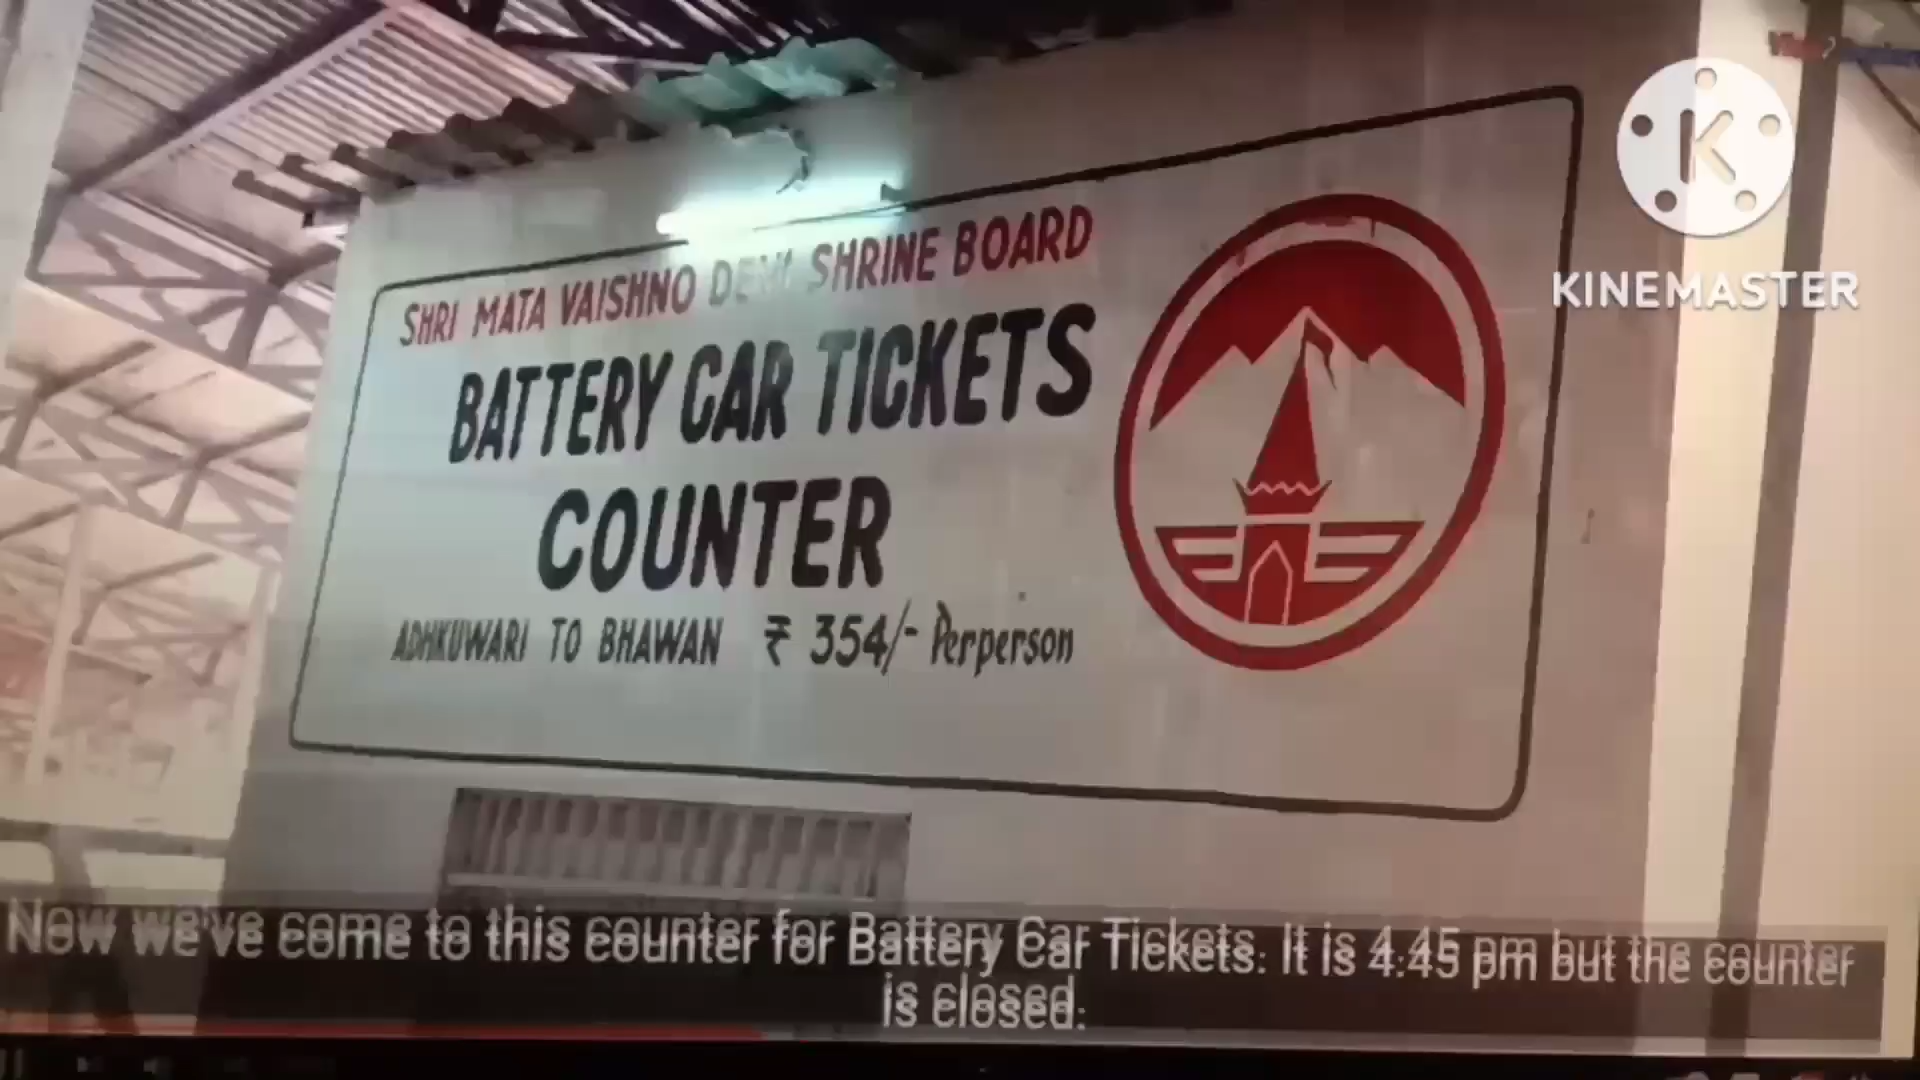 SHRI MATA VAISHNO DEVI SHRINE BOARD
BATTERY CAR TICKETS
COUNTER
ADHKUWARI TO BHAWAN ₹ 354/- Perperson
K
KINEMASTER
Now we've come to this counter for Battery Car Tickets. It is 4:45 pm but the counter
is closed.